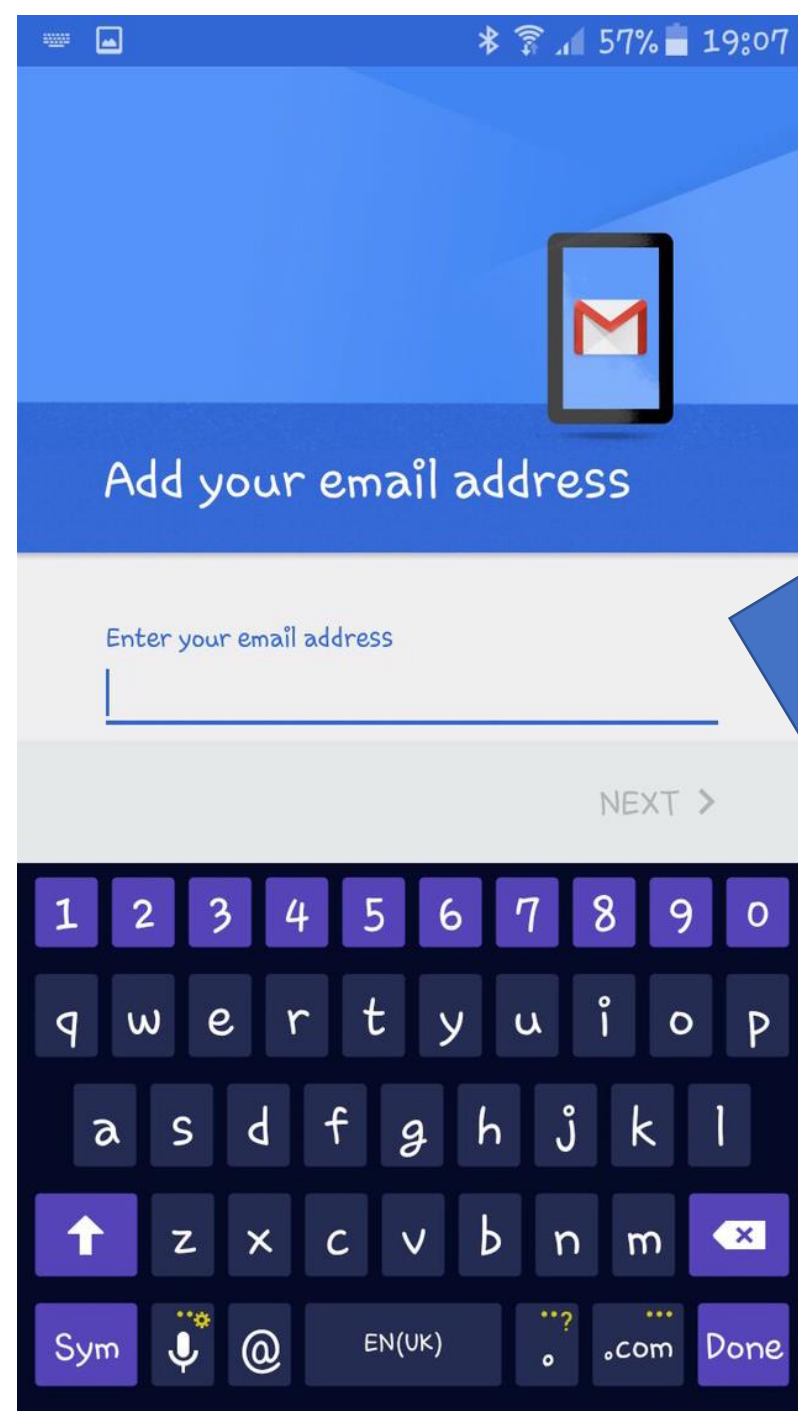 57% 19:07
Add your email address
Enter your email address
NEXT >
1 2 3 4 5 6 7 8 9 0
q w e r t y u i o p
a s d f g h j k l
z x c v b n m
Sym @ EN(UK) . .com Done